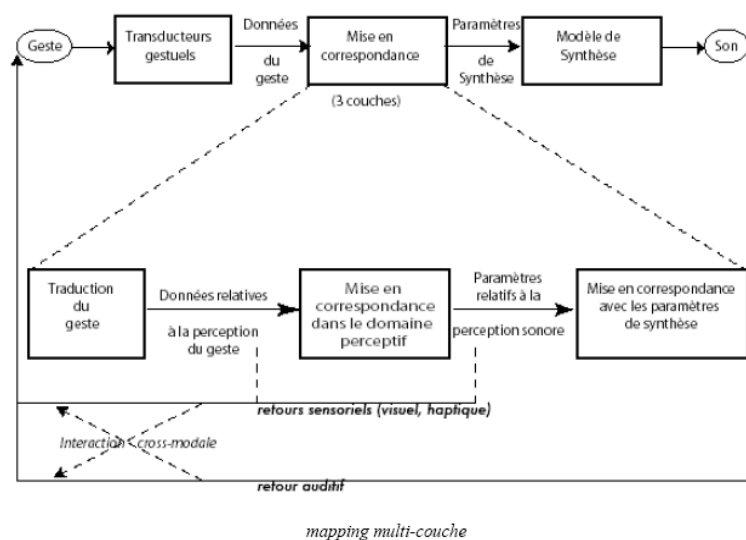 Geste
Transducteurs
gestuels
Données
du
geste
Mise en
correspondance
(3 couches)
Paramètres
de
Synthèse
Modèle de
Synthèse
Son
Traduction
du
geste
Données relatives
à la perception
du geste
Mise en
correspondance
dans le domaine
perceptif
Paramètres
relatifs à la
perception sonore
Mise en correspondance
avec les paramètres
de synthèse
retours sensoriels (visuel, haptique)
Interaction cross-modale
retour auditif
mapping multi-couche